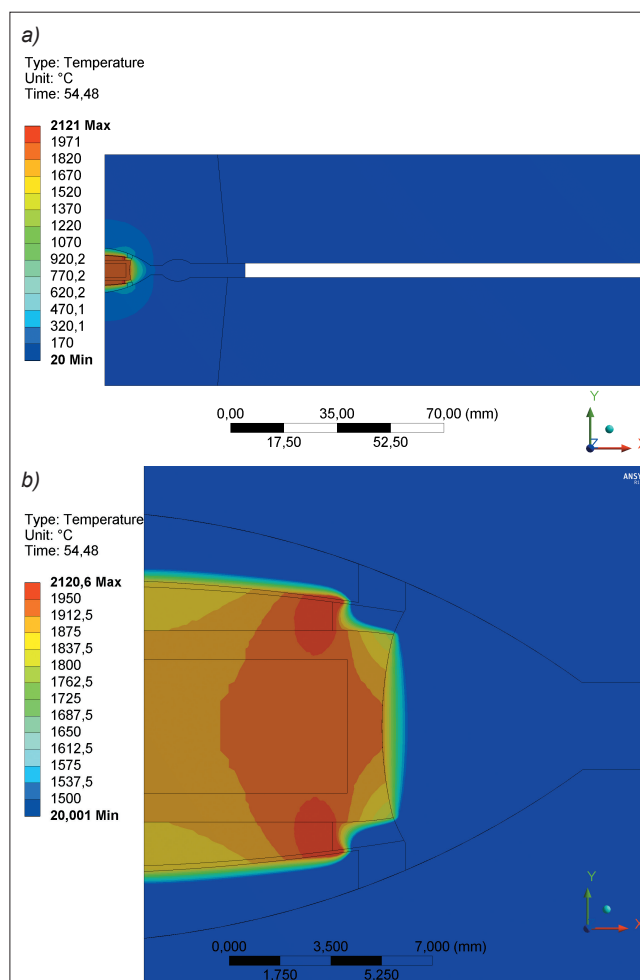 a)
Type: Temperature
Unit: °C
Time: 54,48
2121 Max
1971
1820
1670
1520
1370
1220
1070
920,2
770,2
620,2
470,1
320,1
170
20 Min
0,00 35,00 70,00 (mm)
17,50 52,50
Y
Z
X
b)
ANSY
Type: Temperature
Unit: °C
Time: 54,48
2120,6 Max
1950
1912,5
1875
1837,5
1800
1762,5
1725
1687,5
1650
1612,5
1575
1537,5
1500
20,001 Min
Y
X
0,000 3,500 7,000 (mm)
1,750 5,250